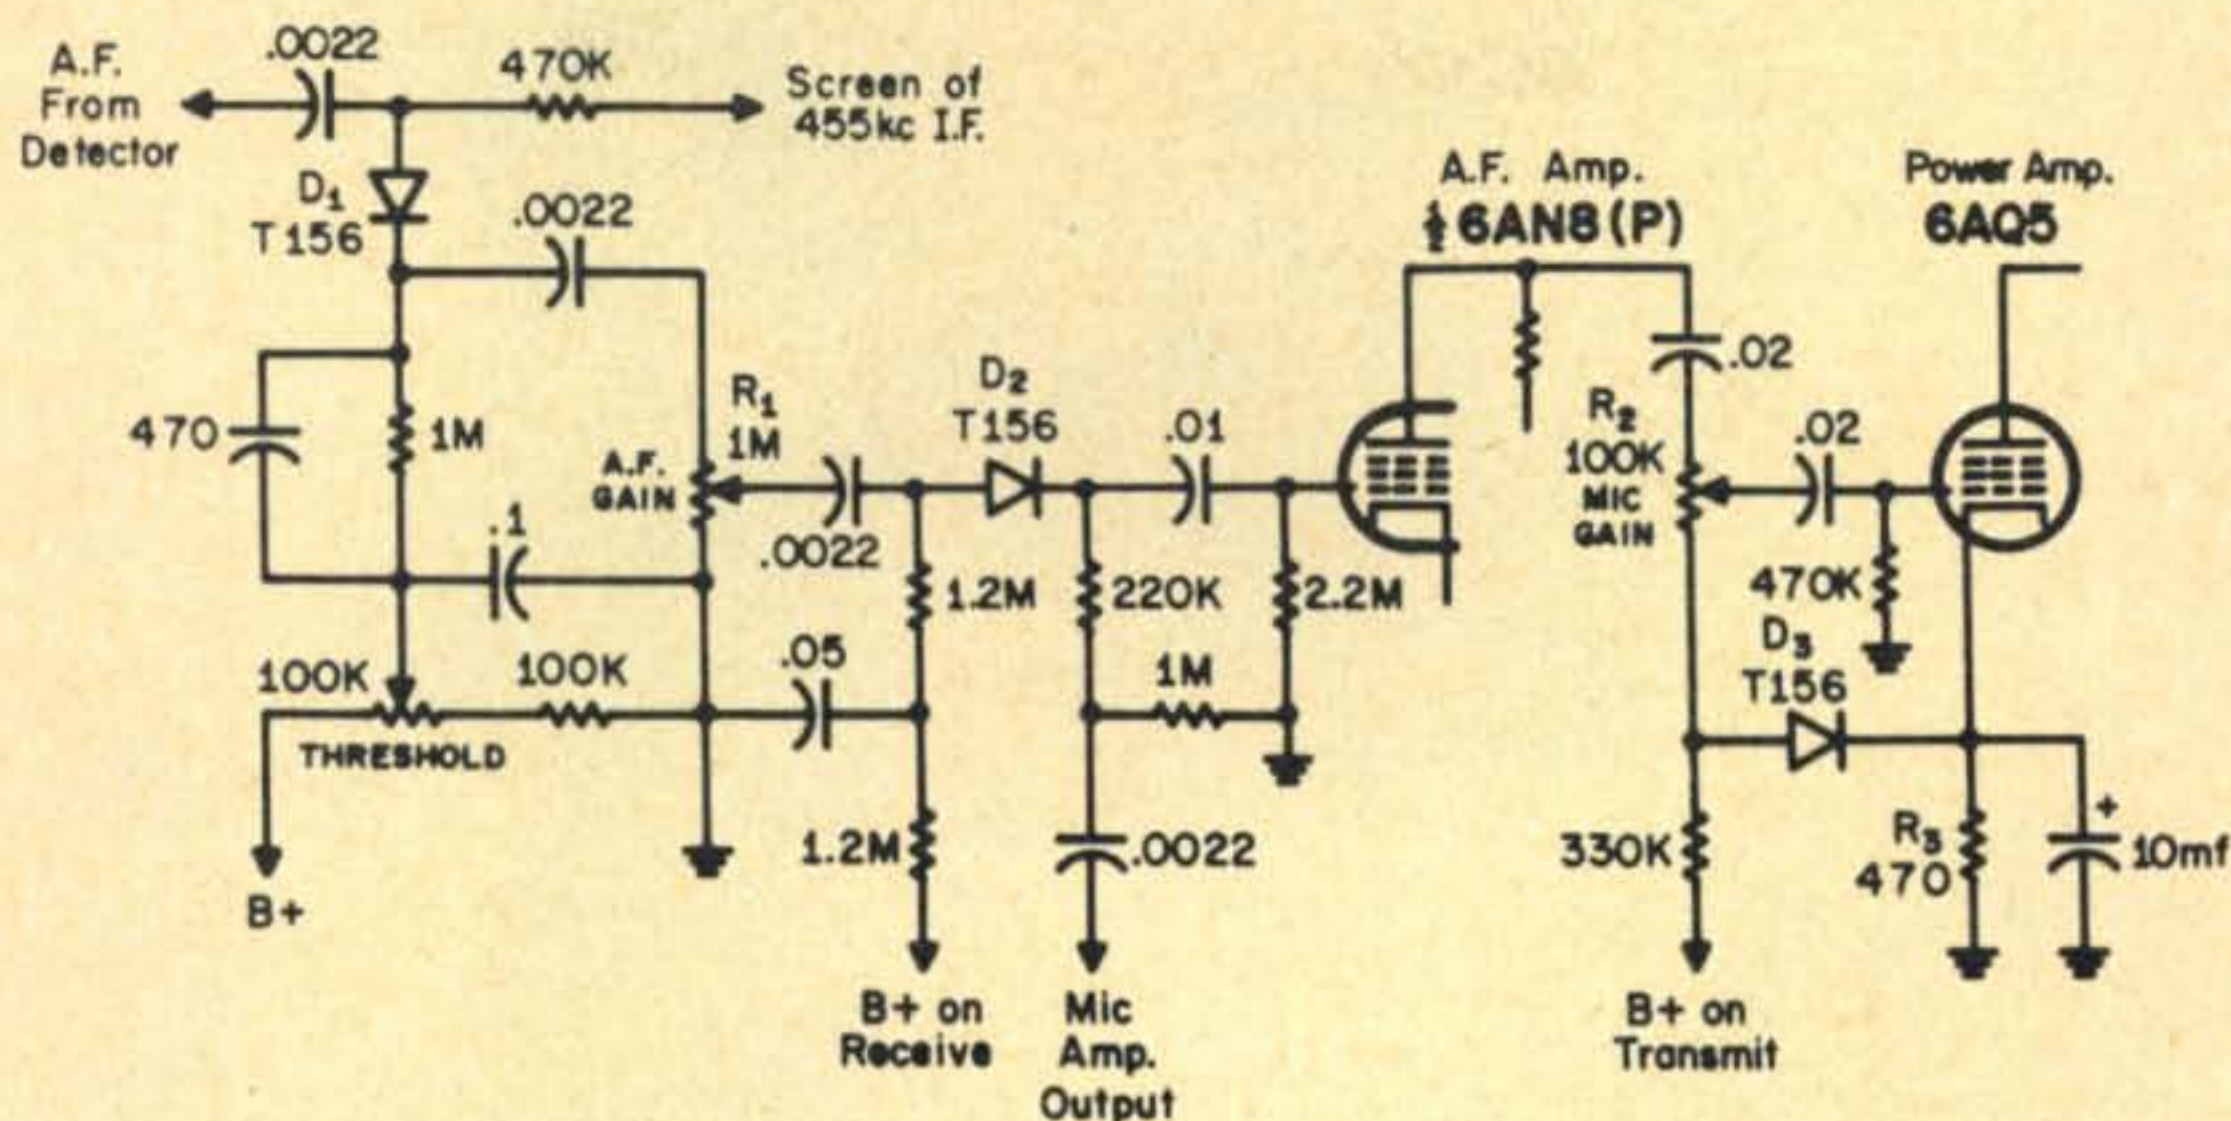 A.F.
From
Detector
.0022
470K
Screen of
455kc I.F.
D1
T156
.0022
470
1M
R1
1M
A.F.
GAIN
.1
.0022
D2
T156
.01
1.2M
220K
2.2M
100K
100K
THRESHOLD
.05
1M
B+
1.2M
.0022
B+ on
Receive
Mic
Amp.
Output
A.F. Amp.
½ 6AN8 (P)
Power Amp.
6AQ5
.02
R2
100K
MIC
GAIN
.02
470K
D3
T156
330K
R3
470
+
10mf
B+ on
Transmit